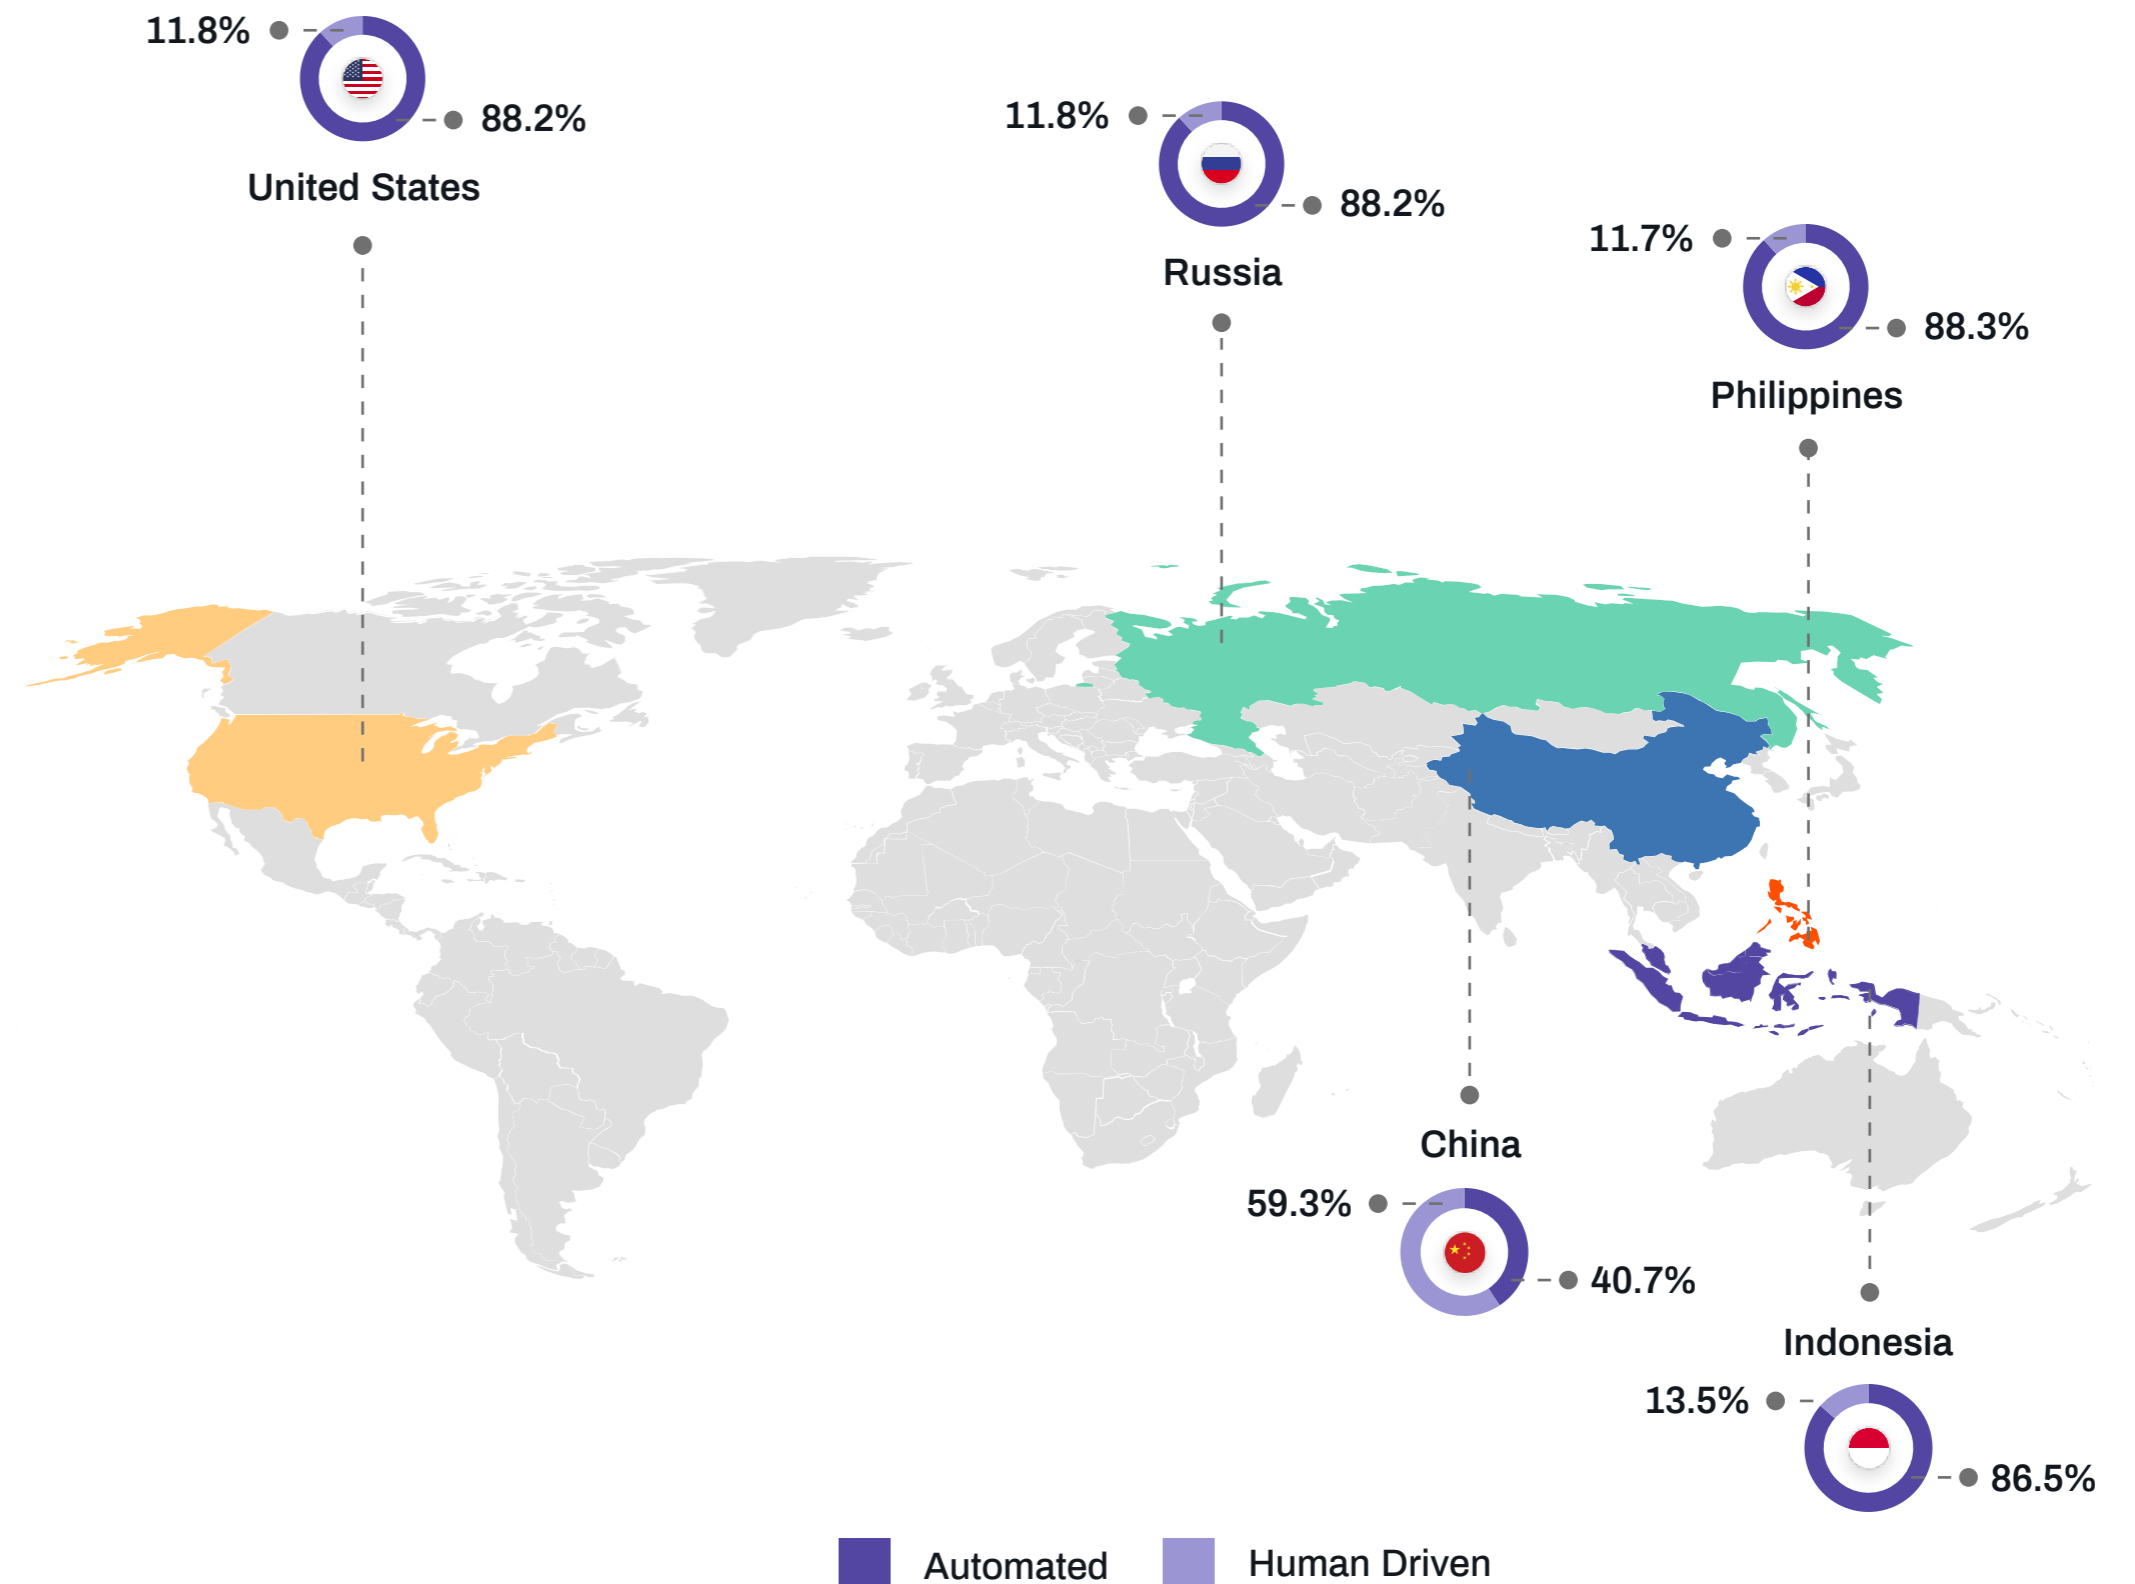 11.8%
88.2%
United States
11.8%
88.2%
Russia
11.7%
88.3%
Philippines
China
59.3%
40.7%
Indonesia
13.5%
86.5%
Automated
Human Driven